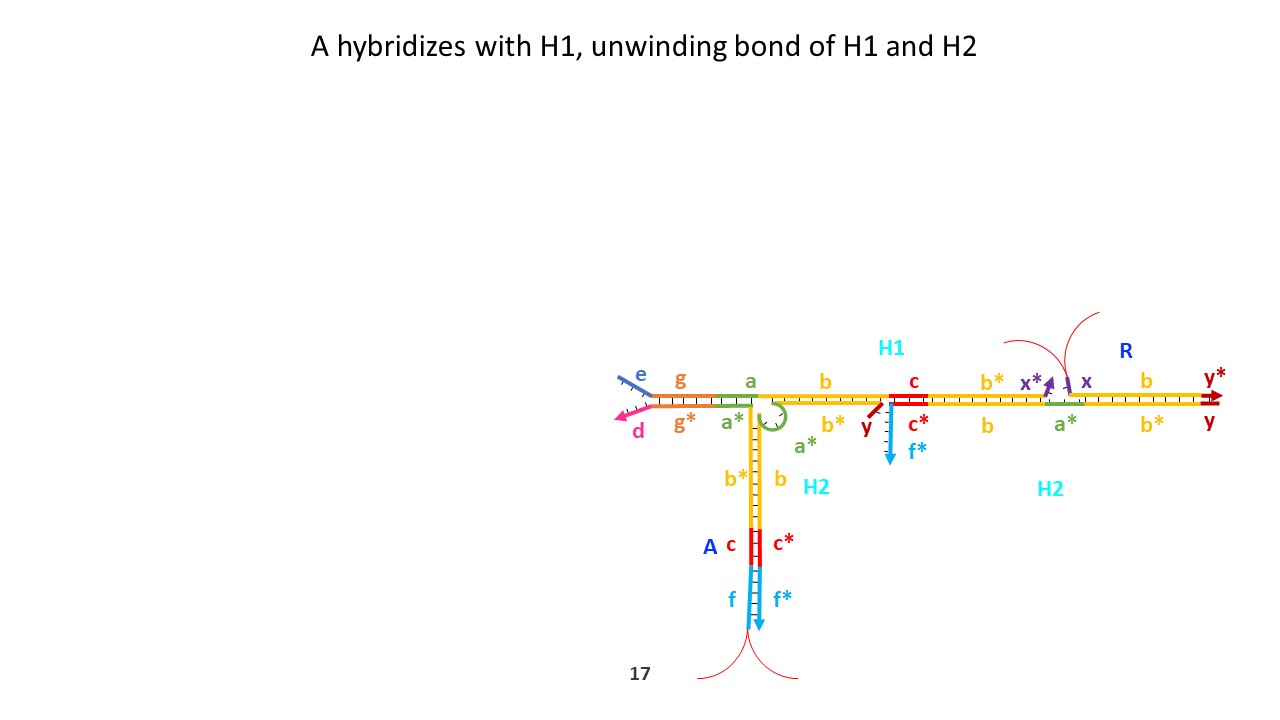 A hybridizes with H1, unwinding bond of H1 and H2
H1
R
e g a b c b* x* x b y*
d g* a* b* y c* b a* b* y
a* f*
b* b H2 H2
A c c*
f f*
17